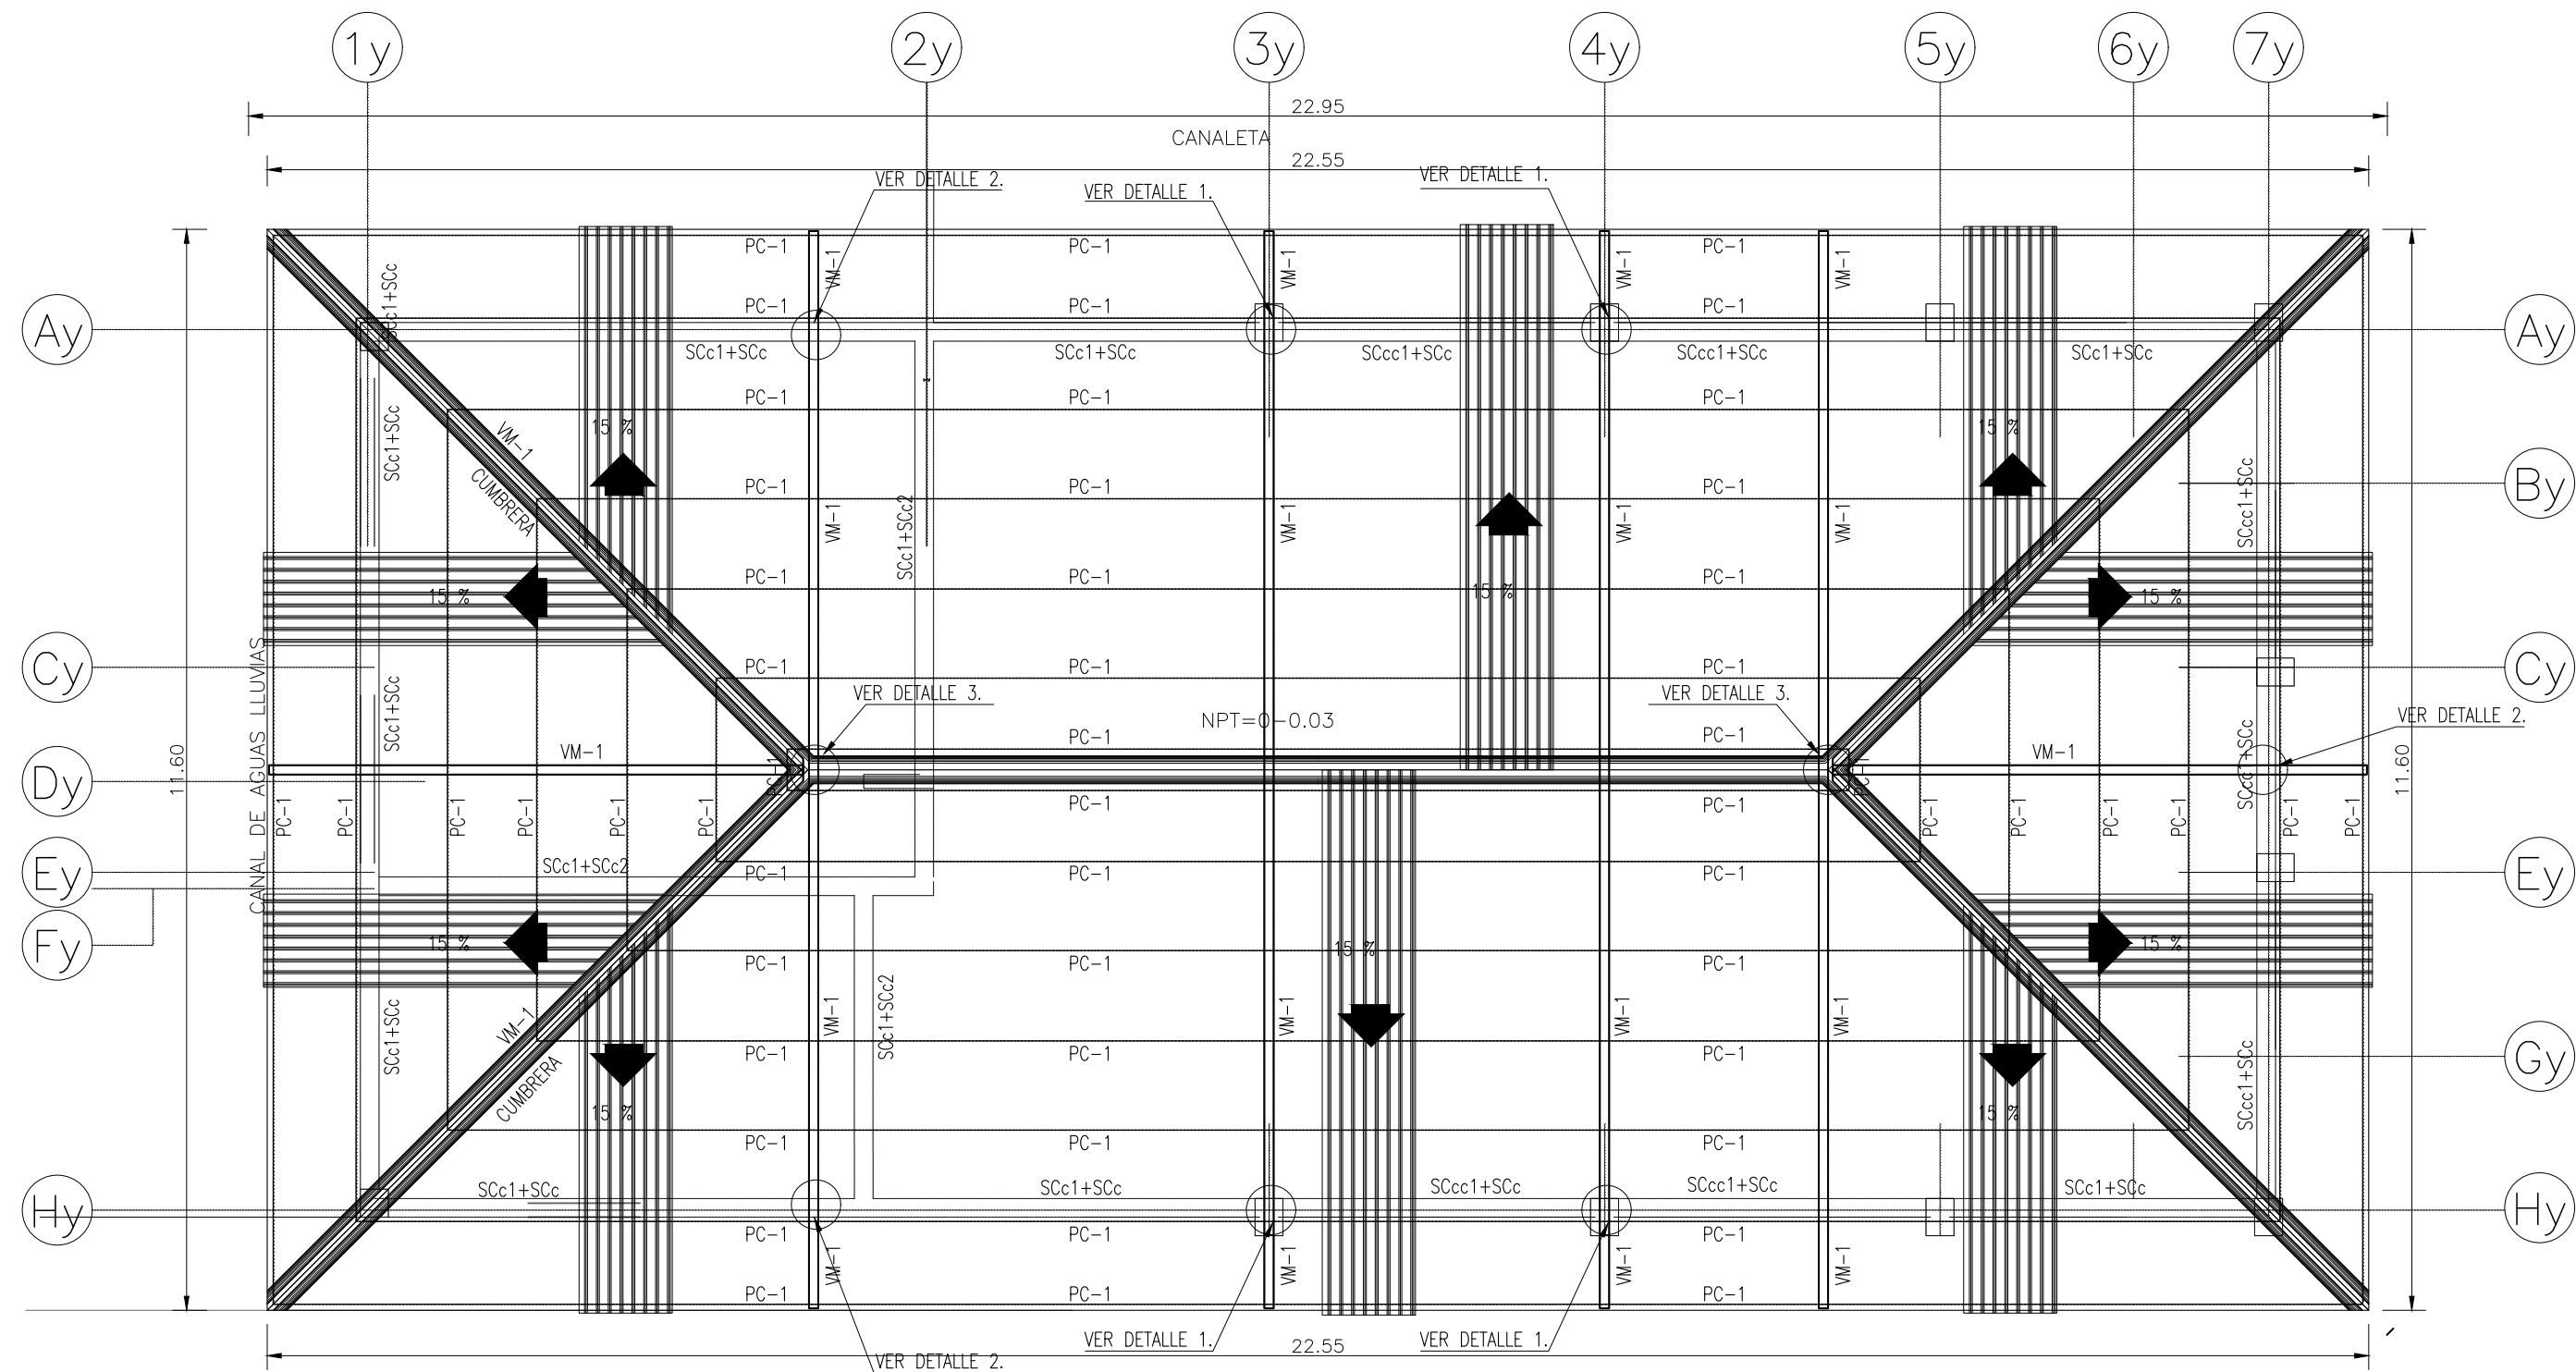 1y 2y 3y 4y 5y 6y 7y
22.95
CANALETA
22.55
VER DETALLE 2.
VER DETALLE 1.
VER DETALLE 1.
PC-1 PC-1 PC-1
VM-1 VM-1 VM-1 VM-1
SCc1+SCc
PC-1 PC-1 PC-1
Ay Ay
SCc1+SCc SCc1+SCc SCcc1+SCc SCcc1+SCc SCc1+SCc
PC-1 PC-1 PC-1
SCc1+SCc
VM-1
15 % 15 %
CUMBRERA
PC-1 PC-1 PC-1
By
SCcc1+SCc
VM-1 SCc1+SCc2 VM-1 VM-1 VM-1
PC-1 PC-1 PC-1
15 % 15 % 15 %
Cy PC-1 PC-1 PC-1 Cy
VER DETALLE 3. VER DETALLE 3.
SCc1+SCc
NPT=0-0.03
VER DETALLE 2.
PC-1 PC-1
VM-1 VM-1
CANAL DE AGUAS LLUVIAS
11.60 11.60
Dy
PC-1 PC-1
SCcc1+SCc
PC-1 PC-1
PC-1 PC-1 PC-1 PC-1 PC-1 PC-1
PC-1 PC-1 PC-1 PC-1 PC-1 PC-1
Ey SCc1+SCc2 PC-1 PC-1 PC-1 Ey
Fy 15 % 15 % 15 %
PC-1 PC-1 PC-1
VM-1
SCc1+SCc
VM-1 SCc1+SCc2 VM-1 VM-1 VM-1
PC-1 PC-1 PC-1
Gy
CUMBRERA
SCcc1+SCc
15 % 15 %
PC-1 PC-1 PC-1
SCc1+SCc SCc1+SCc SCcc1+SCc SCcc1+SCc SCc1+SCc
Hy Hy
PC-1 PC-1 PC-1
VM-1 VM-1 VM-1 VM-1
PC-1 PC-1 PC-1
VER DETALLE 1. VER DETALLE 1.
22.55
VER DETALLE 2.